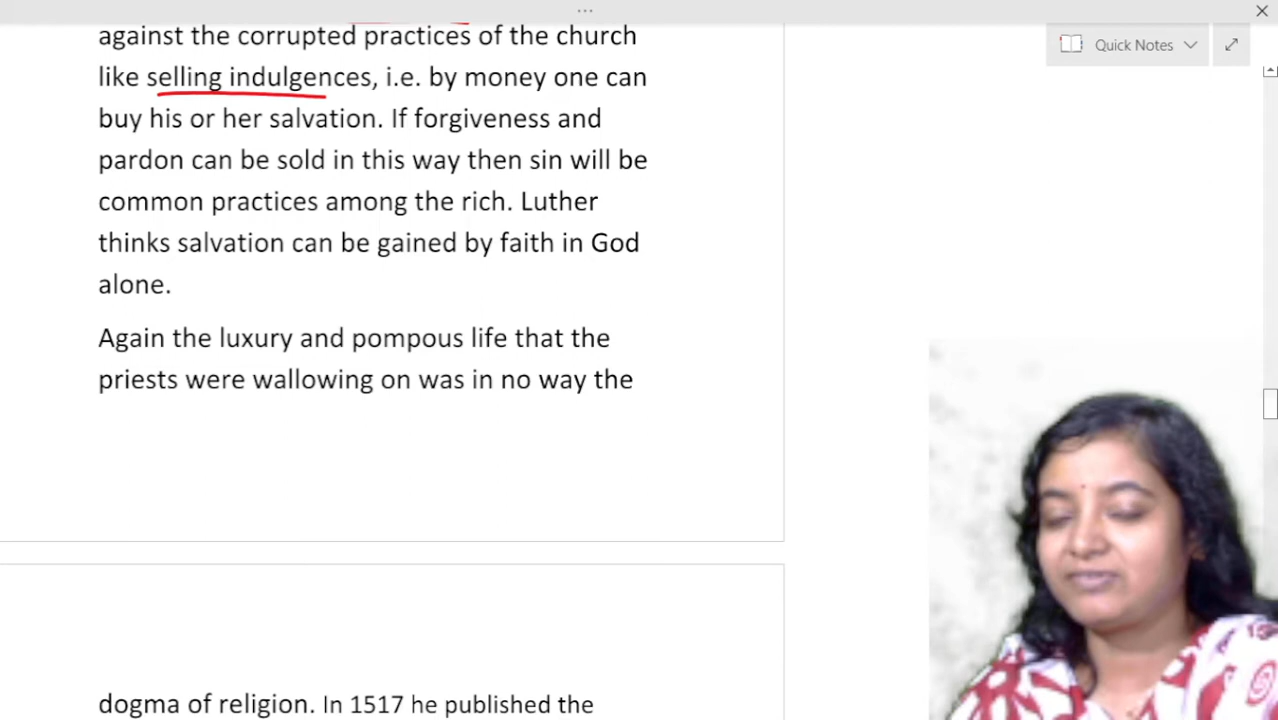 against the corrupted practices of the church
Quick Notes
like selling indulgences, i.e. by money one can
buy his or her salvation. If forgiveness and
pardon can be sold in this way then sin will be
common practices among the rich. Luther
thinks salvation can be gained by faith in God
alone.
Again the luxury and pompous life that the
priests were wallowing on was in no way the
dogma of religion. In 1517 he published the